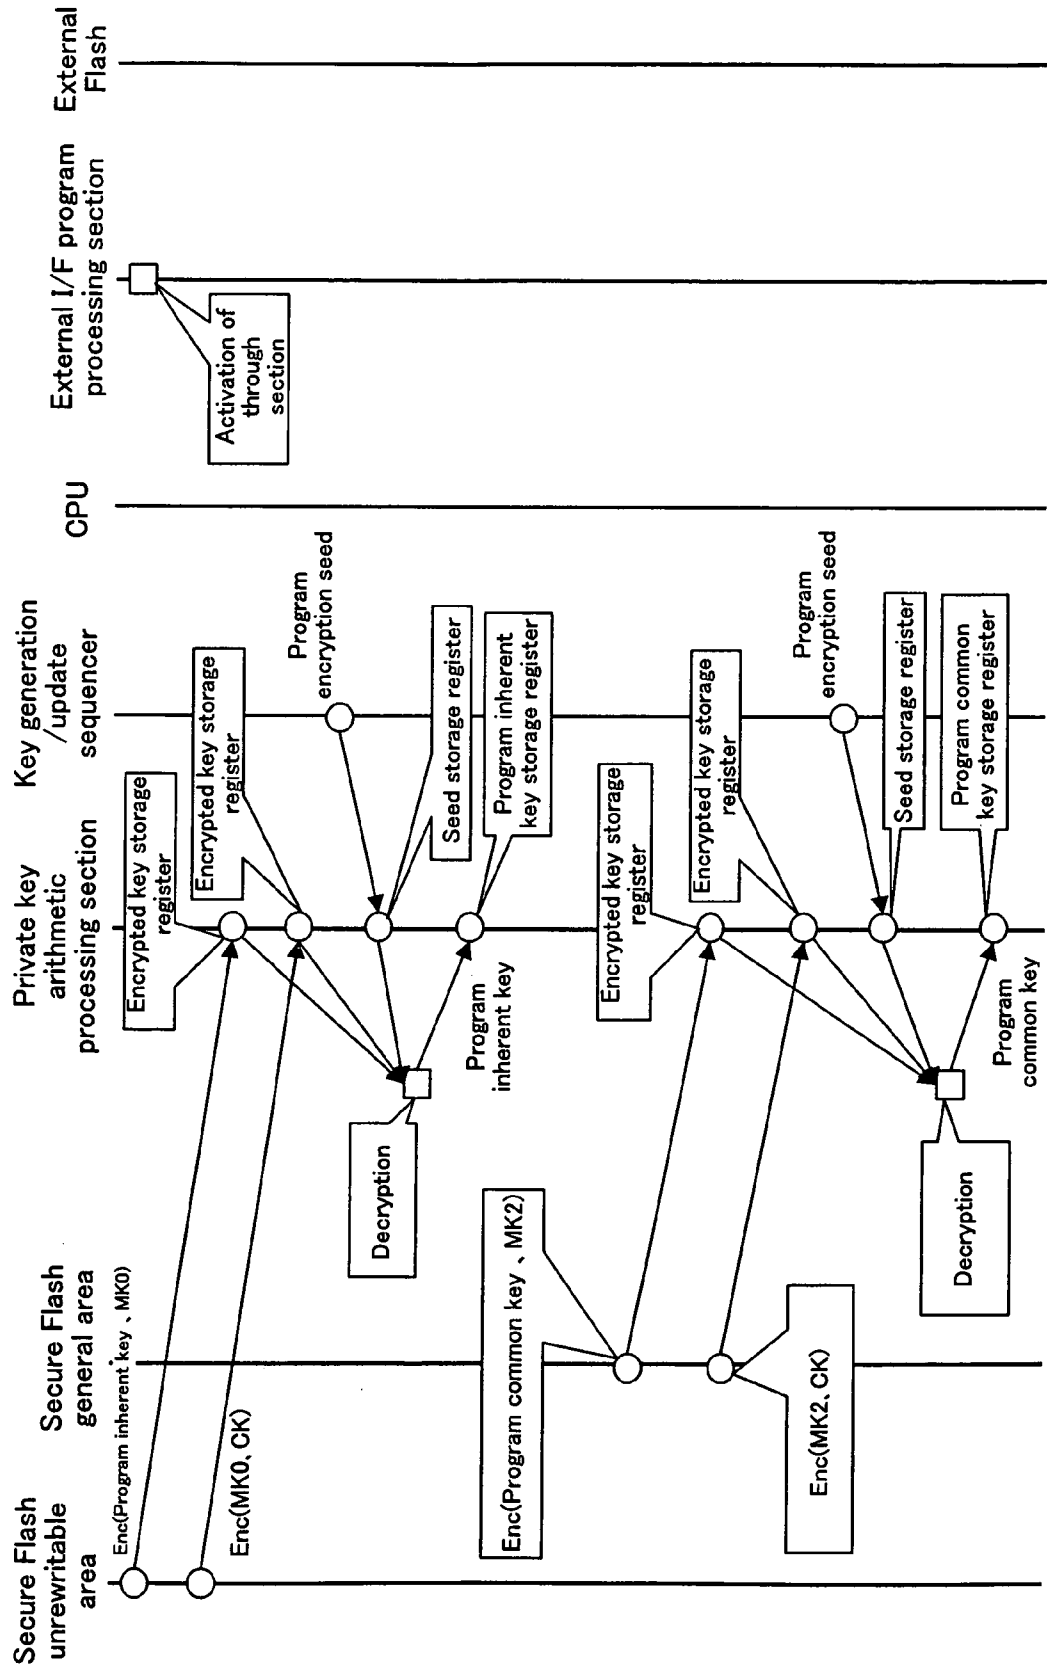 Secure Flash
unrewritable
area
Secure Flash
general area
Private key
arithmetic
processing section
Key generation
/update
sequencer
CPU
External I/F program
processing section
External
Flash
Enc(Program inherent key 、MK0)
Enc(MK0、CK)
Encrypted key storage
register
Encrypted key storage
register
Activation of
through
section
Program
encryption seed
Seed storage register
Decryption
Program
inherent key
Program inherent
key storage register
Enc(Program common key 、MK2)
Encrypted key storage
register
Encrypted key storage
register
Enc(MK2、CK)
Program
encryption seed
Seed storage register
Decryption
Program
common key
Program common
key storage register